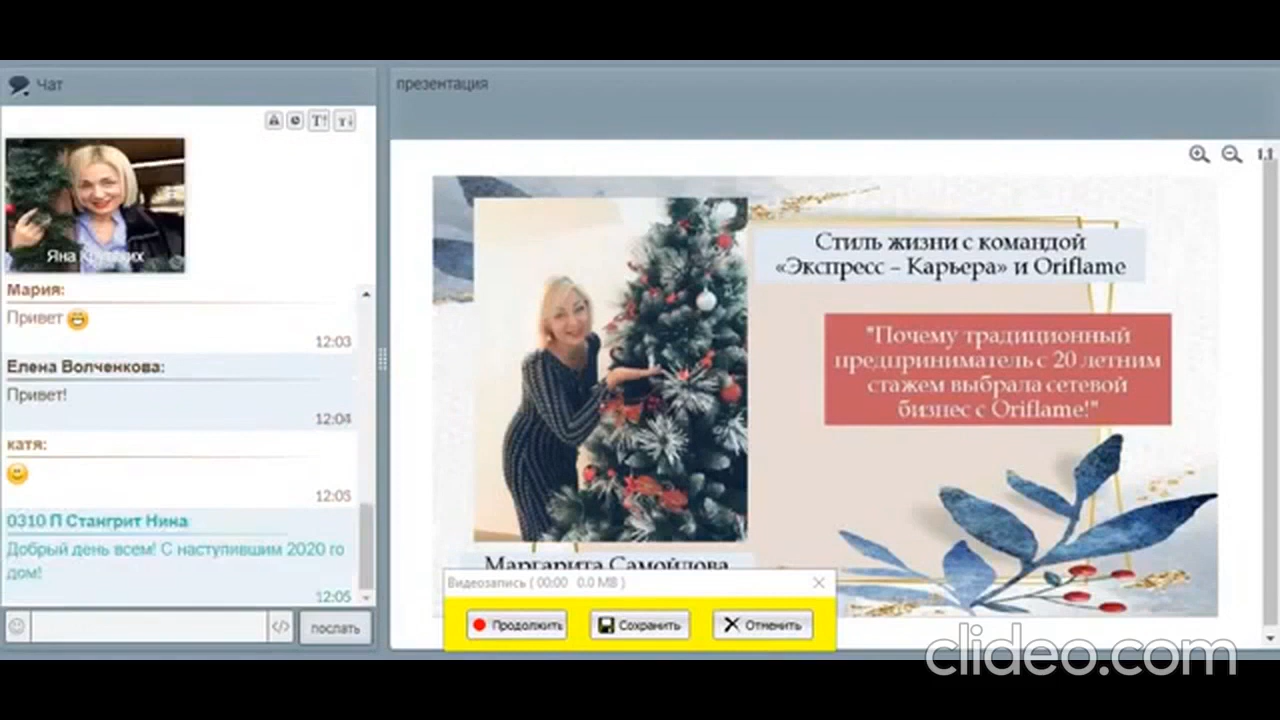 Чат
Яна
Мария:
Привет
12:03
Елена Волченкова:
Привет!
12:04
катя:
12:05
0310 П Стангрит Нина
Добрый день всем! С наступившим 2020 го
дом!
12:05
послать
презентация
1:1
Стиль жизни с командой
«Экспресс – Карьера» и Oriflame
"Почему традиционный
предприниматель с 20 летним
стажем выбрала сетевой
бизнес с Oriflame!"
Маргарита Самойлова
Видеозапись ( 00:00 0.0 MB )
Продолжить
Сохранить
Отменить
clideo.com